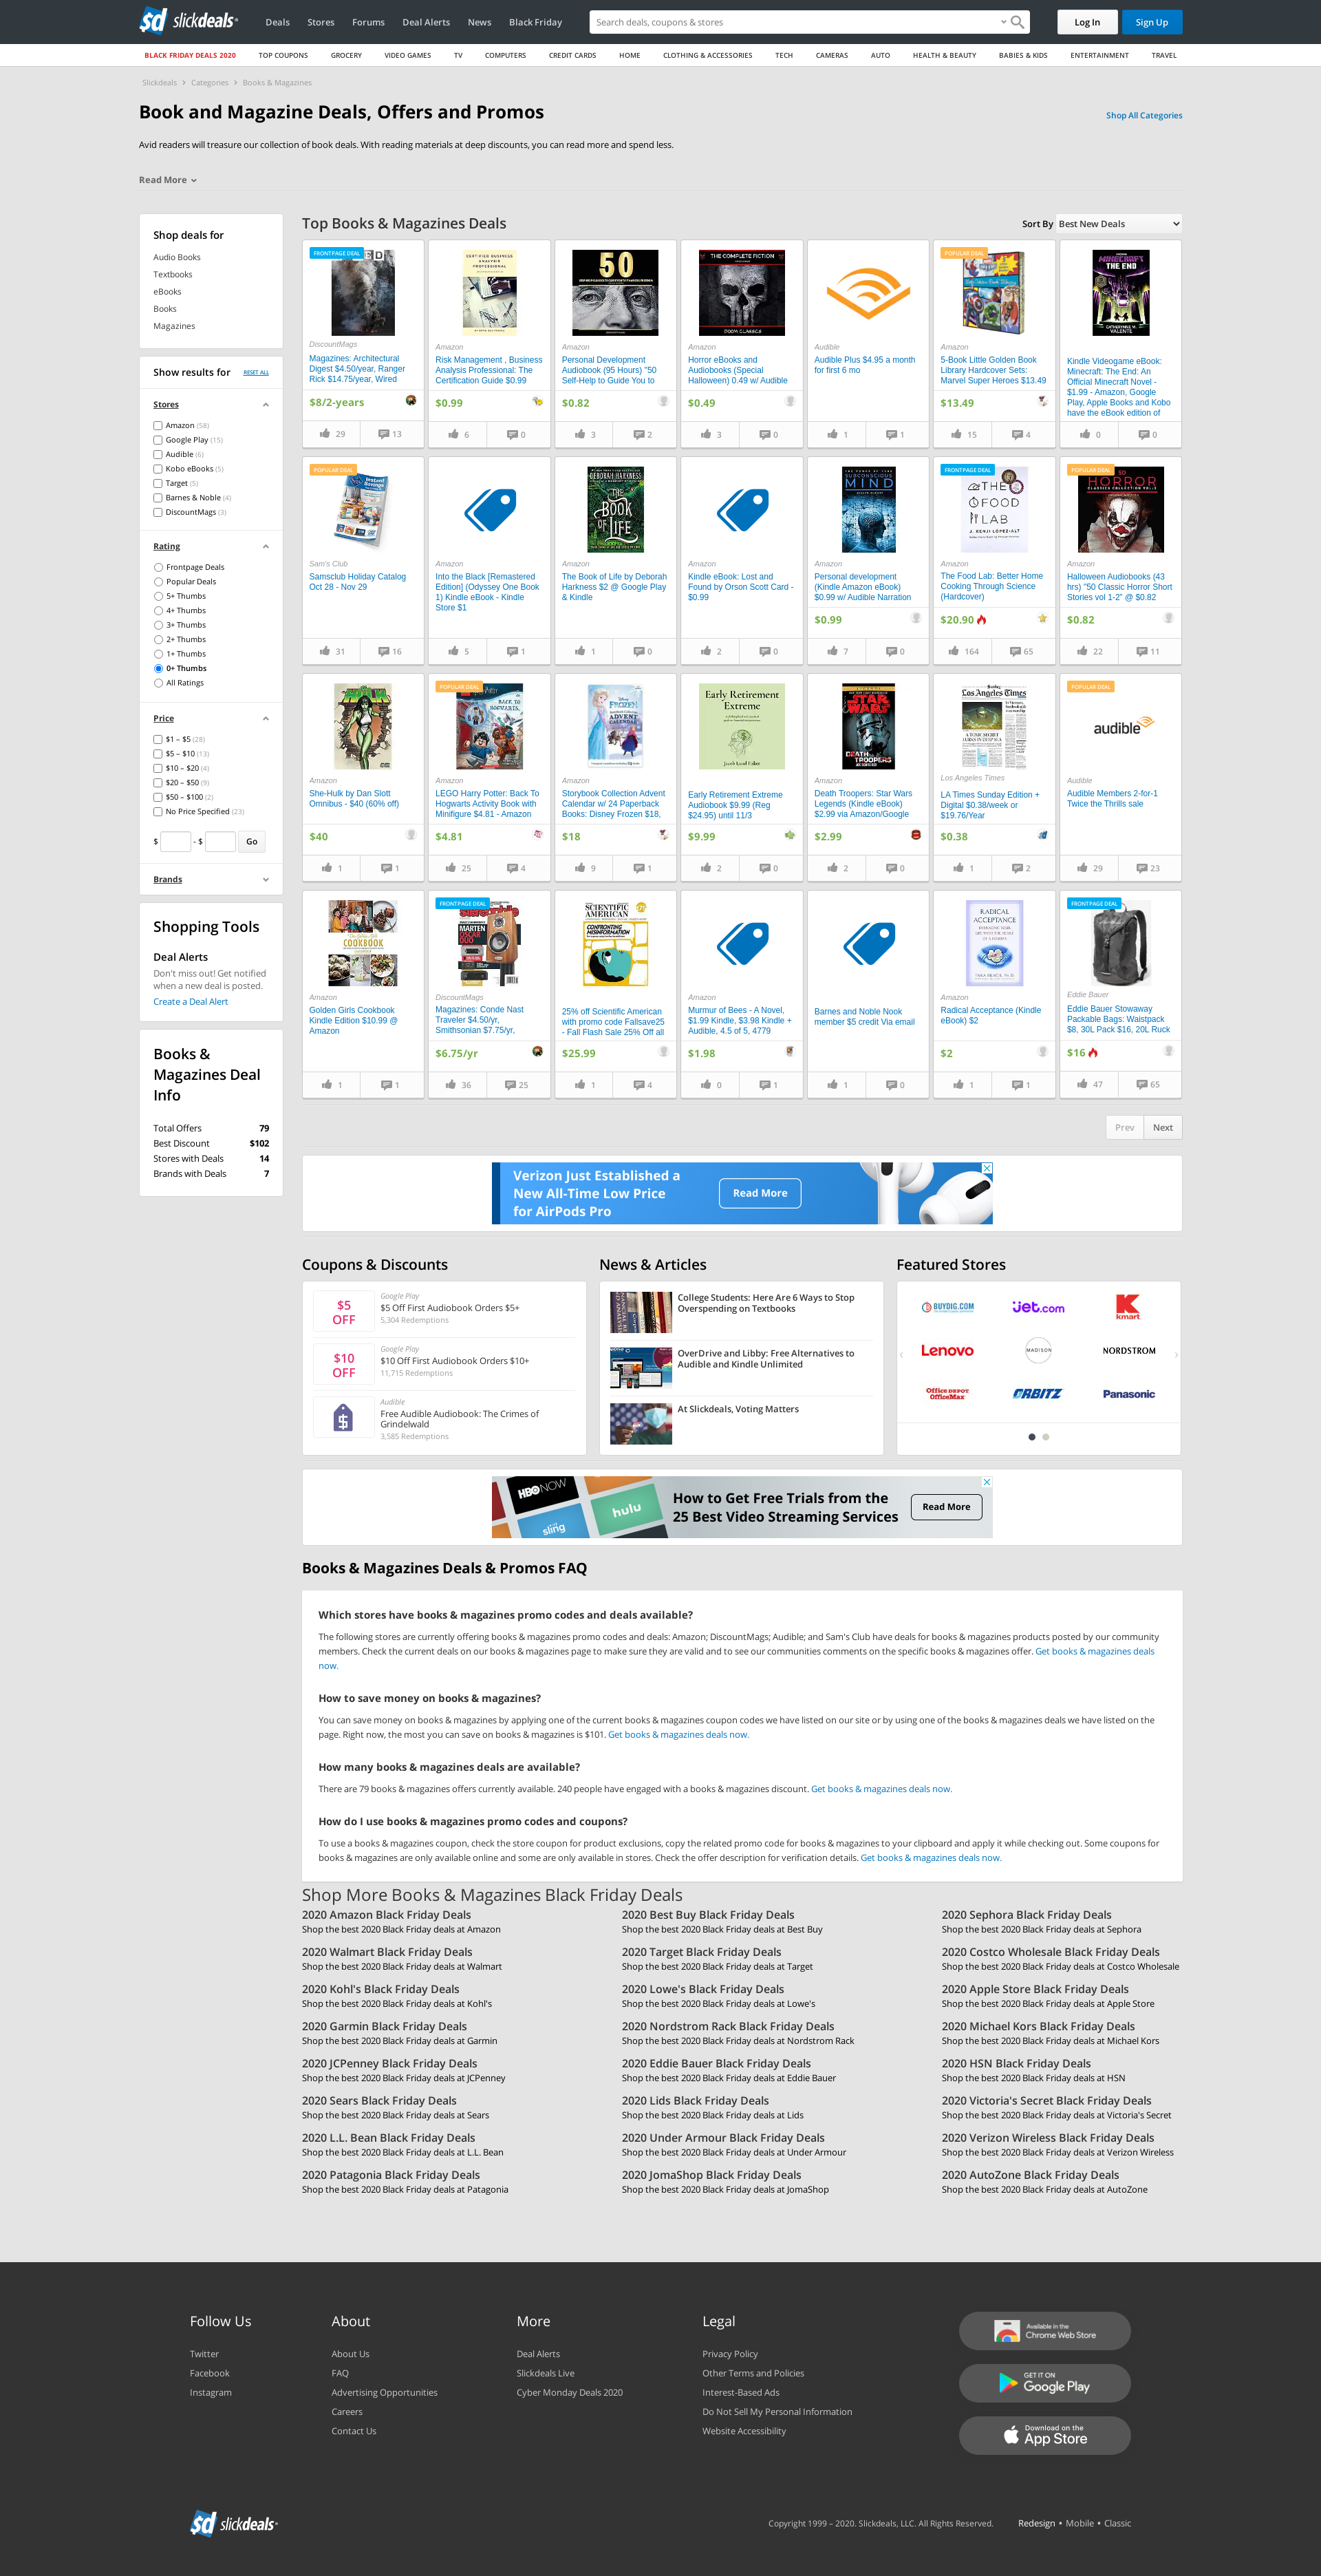 slickdeals
Deals Stores Forums Deal Alerts News Black Friday
Search deals, coupons & stores
Log In Sign Up
BLACK FRIDAY DEALS 2020 TOP COUPONS GROCERY VIDEO GAMES TV COMPUTERS CREDIT CARDS HOME CLOTHING & ACCESSORIES TECH CAMERAS AUTO HEALTH & BEAUTY BABIES & KIDS ENTERTAINMENT TRAVEL
Slickdeals > Categories > Books & Magazines
Book and Magazine Deals, Offers and Promos
Shop All Categories
Avid readers will treasure our collection of book deals. With reading materials at deep discounts, you can read more and spend less.
Read More
Shop deals for
Audio Books
Textbooks
eBooks
Books
Magazines
Show results for RESET ALL
Stores
Amazon (58)
Google Play (15)
Audible (6)
Kobo eBooks (5)
Target (5)
Barnes & Noble (4)
DiscountMags (3)
Rating
Frontpage Deals
Popular Deals
5+ Thumbs
4+ Thumbs
3+ Thumbs
2+ Thumbs
1+ Thumbs
0+ Thumbs
All Ratings
Price
$1 – $5 (28)
$5 – $10 (13)
$10 – $20 (4)
$20 – $50 (9)
$50 – $100 (2)
No Price Specified (23)
$ - $ Go
Brands
Shopping Tools
Deal Alerts
Don't miss out! Get notified
when a new deal is posted.
Create a Deal Alert
Books &
Magazines Deal
Info
Total Offers 79
Best Discount $102
Stores with Deals 14
Brands with Deals 7
Top Books & Magazines Deals
Sort By Best New Deals
FRONTPAGE DEAL
DiscountMags
Magazines: Architectural
Digest $4.50/year, Ranger
Rick $14.75/year, Wired
$8/2-years
29 13
Amazon
Risk Management , Business
Analysis Professional: The
Certification Guide $0.99
$0.99
6 0
50
Amazon
Personal Development
Audiobook (95 Hours) "50
Self-Help to Guide You to
$0.82
3 2
THE COMPLETE FICTION
DOOM CLASSICS
Amazon
Horror eBooks and
Audiobooks (Special
Halloween) 0.49 w/ Audible
$0.49
3 0
Audible
Audible Plus $4.95 a month
for first 6 mo
1 1
POPULAR DEAL
Amazon
5-Book Little Golden Book
Library Hardcover Sets:
Marvel Super Heroes $13.49
$13.49
15 4
MINECRAFT
THE END
CATHERYNNE M.
VALENTE
Kindle Videogame eBook:
Minecraft: The End: An
Official Minecraft Novel -
$1.99 - Amazon, Google
Play, Apple Books and Kobo
have the eBook edition of
0 0
POPULAR DEAL
Instant
Savings
Sam's Club
Samsclub Holiday Catalog
Oct 28 - Nov 29
31 16
Amazon
Into the Black [Remastered
Edition] (Odyssey One Book
1) Kindle eBook - Kindle
Store $1
5 1
DEBORAH HARKNESS
THE BOOK OF LIFE
Amazon
The Book of Life by Deborah
Harkness $2 @ Google Play
& Kindle
1 0
Amazon
Kindle eBook: Lost and
Found by Orson Scott Card -
$0.99
2 0
SUBCONSCIOUS
MIND
Amazon
Personal development
(Kindle Amazon eBook)
$0.99 w/ Audible Narration
$0.99
7 0
FRONTPAGE DEAL
THE FOOD LAB
J. KENJI LÓPEZ-ALT
Amazon
The Food Lab: Better Home
Cooking Through Science
(Hardcover)
$20.90
164 65
POPULAR DEAL
50
HORROR
Amazon
Halloween Audiobooks (43
hrs) "50 Classic Horror Short
Stories vol 1-2" @ $0.82
$0.82
22 11
Amazon
She-Hulk by Dan Slott
Omnibus - $40 (60% off)
$40
1 1
POPULAR DEAL
BACK TO
HOGWARTS
Amazon
LEGO Harry Potter: Back To
Hogwarts Activity Book with
Minifigure $4.81 - Amazon
$4.81
25 4
FROZEN
ADVENT
CALENDAR
Amazon
Storybook Collection Advent
Calendar w/ 24 Paperback
Books: Disney Frozen $18,
$18
9 1
Early Retirement
Extreme
Jacob Lund Fisker
Early Retirement Extreme
Audiobook $9.99 (Reg
$24.95) until 11/3
$9.99
2 0
STAR WARS
DEATH TROOPERS
Amazon
Death Troopers: Star Wars
Legends (Kindle eBook)
$2.99 via Amazon/Google
$2.99
2 0
Los Angeles Times
Los Angeles Times
LA Times Sunday Edition +
Digital $0.38/week or
$19.76/Year
$0.38
1 2
POPULAR DEAL
audible
Audible
Audible Members 2-for-1
Twice the Thrills sale
29 23
COOKBOOK
Amazon
Golden Girls Cookbook
Kindle Edition $10.99 @
Amazon
1 1
FRONTPAGE DEAL
MARTEN
OSCAR
DUO
DiscountMags
Magazines: Conde Nast
Traveler $4.50/yr,
Smithsonian $7.75/yr,
$6.75/yr
36 25
SCIENTIFIC
AMERICAN
CONFRONTING
MISINFORMATION
25% off Scientific American
with promo code Fallsave25
- Fall Flash Sale 25% Off all
$25.99
1 4
Amazon
Murmur of Bees - A Novel,
$1.99 Kindle, $3.98 Kindle +
Audible, 4.5 of 5, 4779
$1.98
0 1
Barnes and Noble Nook
member $5 credit Via email
1 0
RADICAL
ACCEPTANCE
Amazon
Radical Acceptance (Kindle
eBook) $2
$2
1 1
FRONTPAGE DEAL
Eddie Bauer
Eddie Bauer Stowaway
Packable Bags: Waistpack
$8, 30L Pack $16, 20L Ruck
$16
47 65
Prev Next
Verizon Just Established a
New All-Time Low Price
for AirPods Pro
Read More
Coupons & Discounts
$5
OFF
Google Play
$5 Off First Audiobook Orders $5+
5,304 Redemptions
$10
OFF
Google Play
$10 Off First Audiobook Orders $10+
11,715 Redemptions
Audible
Free Audible Audiobook: The Crimes of
Grindelwald
3,585 Redemptions
News & Articles
College Students: Here Are 6 Ways to Stop
Overspending on Textbooks
OverDrive and Libby: Free Alternatives to
Audible and Kindle Unlimited
At Slickdeals, Voting Matters
Featured Stores
BUYDIG.COM jet.com kmart
Lenovo MADISON NORDSTROM
Office DEPOT
OfficeMax ORBITZ Panasonic
HBO NOW
hulu
sling
How to Get Free Trials from the
25 Best Video Streaming Services
Read More
Books & Magazines Deals & Promos FAQ
Which stores have books & magazines promo codes and deals available?
The following stores are currently offering books & magazines promo codes and deals: Amazon; DiscountMags; Audible; and Sam's Club have deals for books & magazines products posted by our community
members. Check the current deals on our books & magazines page to make sure they are valid and to see our communities comments on the specific books & magazines offer. Get books & magazines deals
now.
How to save money on books & magazines?
You can save money on books & magazines by applying one of the current books & magazines coupon codes we have listed on our site or by using one of the books & magazines deals we have listed on the
page. Right now, the most you can save on books & magazines is $101. Get books & magazines deals now.
How many books & magazines deals are available?
There are 79 books & magazines offers currently available. 240 people have engaged with a books & magazines discount. Get books & magazines deals now.
How do I use books & magazines promo codes and coupons?
To use a books & magazines coupon, check the store coupon for product exclusions, copy the related promo code for books & magazines to your clipboard and apply it while checking out. Some coupons for
books & magazines are only available online and some are only available in stores. Check the offer description for verification details. Get books & magazines deals now.
Shop More Books & Magazines Black Friday Deals
2020 Amazon Black Friday Deals
Shop the best 2020 Black Friday deals at Amazon
2020 Best Buy Black Friday Deals
Shop the best 2020 Black Friday deals at Best Buy
2020 Sephora Black Friday Deals
Shop the best 2020 Black Friday deals at Sephora
2020 Walmart Black Friday Deals
Shop the best 2020 Black Friday deals at Walmart
2020 Target Black Friday Deals
Shop the best 2020 Black Friday deals at Target
2020 Costco Wholesale Black Friday Deals
Shop the best 2020 Black Friday deals at Costco Wholesale
2020 Kohl's Black Friday Deals
Shop the best 2020 Black Friday deals at Kohl's
2020 Lowe's Black Friday Deals
Shop the best 2020 Black Friday deals at Lowe's
2020 Apple Store Black Friday Deals
Shop the best 2020 Black Friday deals at Apple Store
2020 Garmin Black Friday Deals
Shop the best 2020 Black Friday deals at Garmin
2020 Nordstrom Rack Black Friday Deals
Shop the best 2020 Black Friday deals at Nordstrom Rack
2020 Michael Kors Black Friday Deals
Shop the best 2020 Black Friday deals at Michael Kors
2020 JCPenney Black Friday Deals
Shop the best 2020 Black Friday deals at JCPenney
2020 Eddie Bauer Black Friday Deals
Shop the best 2020 Black Friday deals at Eddie Bauer
2020 HSN Black Friday Deals
Shop the best 2020 Black Friday deals at HSN
2020 Sears Black Friday Deals
Shop the best 2020 Black Friday deals at Sears
2020 Lids Black Friday Deals
Shop the best 2020 Black Friday deals at Lids
2020 Victoria's Secret Black Friday Deals
Shop the best 2020 Black Friday deals at Victoria's Secret
2020 L.L. Bean Black Friday Deals
Shop the best 2020 Black Friday deals at L.L. Bean
2020 Under Armour Black Friday Deals
Shop the best 2020 Black Friday deals at Under Armour
2020 Verizon Wireless Black Friday Deals
Shop the best 2020 Black Friday deals at Verizon Wireless
2020 Patagonia Black Friday Deals
Shop the best 2020 Black Friday deals at Patagonia
2020 JomaShop Black Friday Deals
Shop the best 2020 Black Friday deals at JomaShop
2020 AutoZone Black Friday Deals
Shop the best 2020 Black Friday deals at AutoZone
Follow Us
Twitter
Facebook
Instagram
About
About Us
FAQ
Advertising Opportunities
Careers
Contact Us
More
Deal Alerts
Slickdeals Live
Cyber Monday Deals 2020
Legal
Privacy Policy
Other Terms and Policies
Interest-Based Ads
Do Not Sell My Personal Information
Website Accessibility
Available in the
Chrome Web Store
GET IT ON
Google Play
Download on the
App Store
slickdeals
Copyright 1999 – 2020. Slickdeals, LLC. All Rights Reserved. Redesign • Mobile • Classic